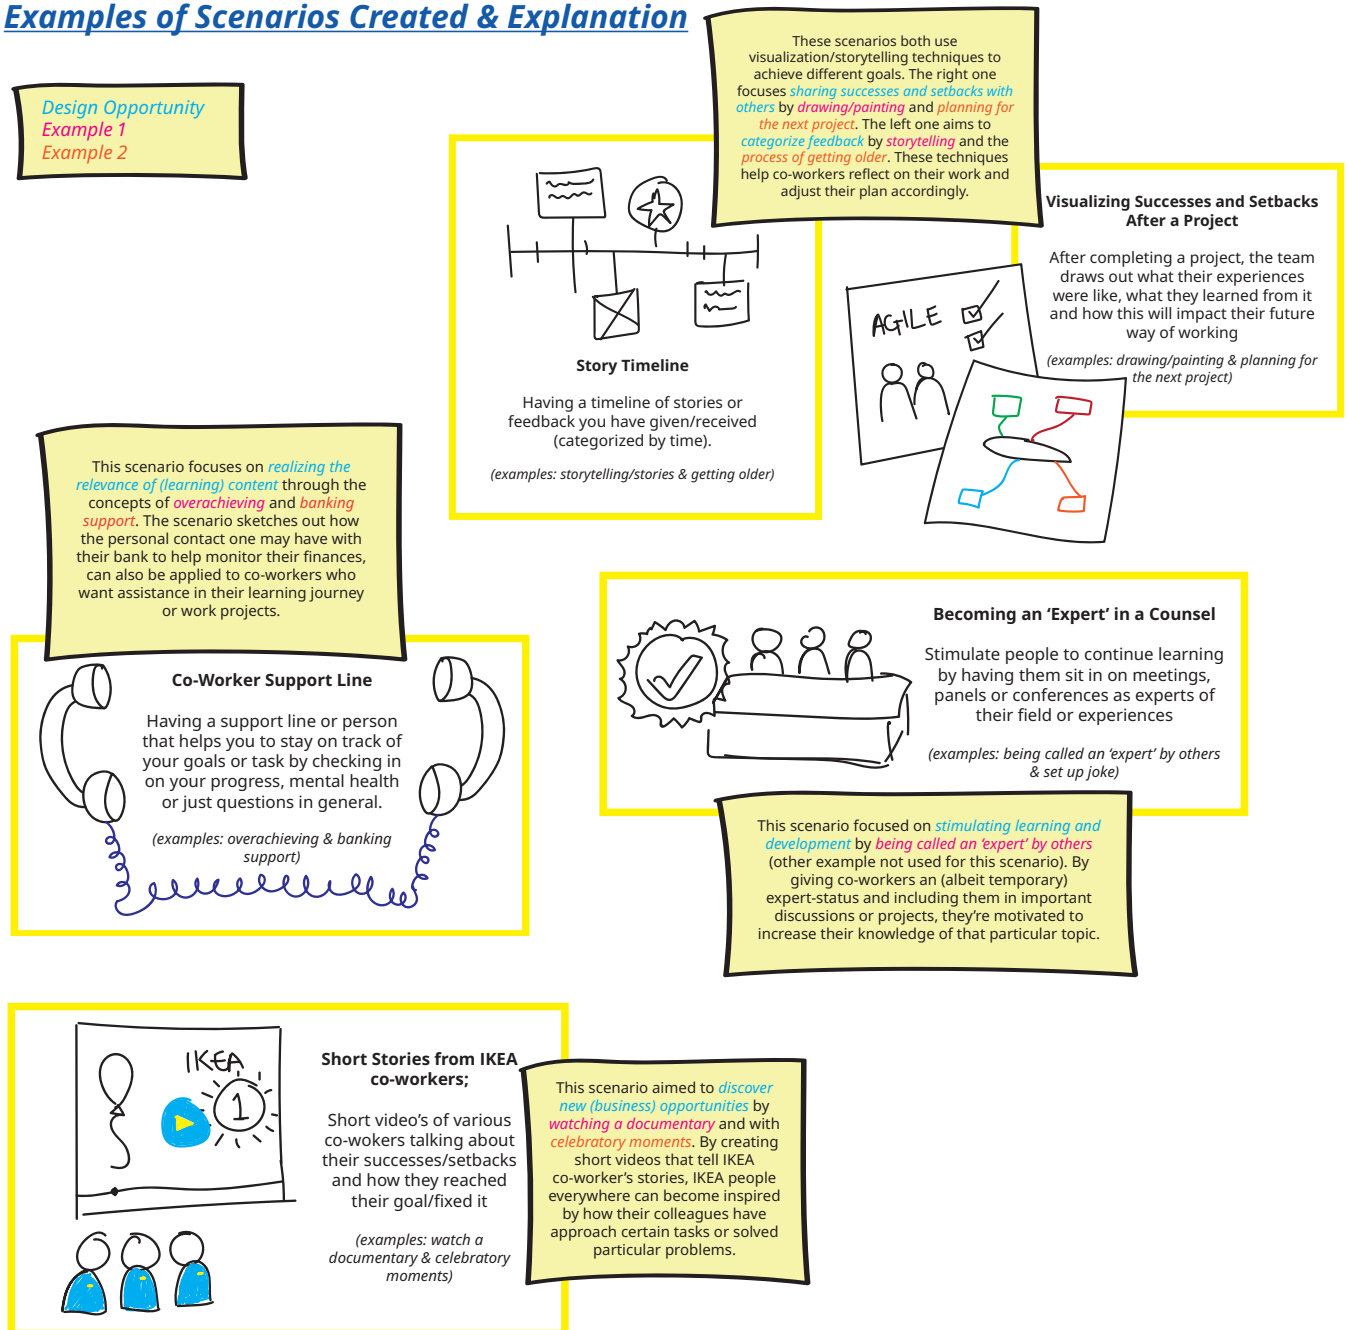 Examples of Scenarios Created & Explanation
Design Opportunity
Example 1
Example 2
These scenarios both use
visualization/storytelling techniques to
achieve different goals. The right one
focuses sharing successes and setbacks with
others by drawing/painting and planning for
the next project. The left one aims to
categorize feedback by storytelling and the
process of getting older. These techniques
help co-workers reflect on their work and
adjust their plan accordingly.
Story Timeline
Having a timeline of stories or
feedback you have given/received
(categorized by time).
(examples: storytelling/stories & getting older)
Visualizing Successes and Setbacks
After a Project
After completing a project, the team
draws out what their experiences
were like, what they learned from it
and how this will impact their future
way of working
(examples: drawing/painting & planning for
the next project)
AGILE
This scenario focuses on realizing the
relevance of (learning) content through the
concepts of overachieving and banking
support. The scenario sketches out how
the personal contact one may have with
their bank to help monitor their finances,
can also be applied to co-workers who
want assistance in their learning journey
or work projects.
Co-Worker Support Line
Having a support line or person
that helps you to stay on track of
your goals or task by checking in
on your progress, mental health
or just questions in general.
(examples: overachieving & banking
support)
Becoming an ‘Expert’ in a Counsel
Stimulate people to continue learning
by having them sit in on meetings,
panels or conferences as experts of
their field or experiences
(examples: being called an ‘expert’ by others
& set up joke)
This scenario focused on stimulating learning and
development by being called an ‘expert’ by others
(other example not used for this scenario). By
giving co-workers an (albeit temporary)
expert-status and including them in important
discussions or projects, they’re motivated to
increase their knowledge of that particular topic.
IKEA
1
Short Stories from IKEA
co-workers;
Short video’s of various
co-wokers talking about
their successes/setbacks
and how they reached
their goal/fixed it
(examples: watch a
documentary & celebratory
moments)
This scenario aimed to discover
new (business) opportunities by
watching a documentary and with
celebratory moments. By creating
short videos that tell IKEA
co-worker’s stories, IKEA people
everywhere can become inspired
by how their colleagues have
approach certain tasks or solved
particular problems.